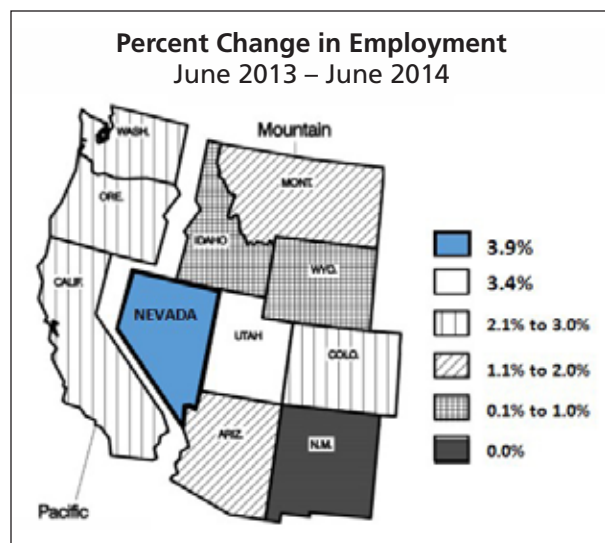 Percent Change in Employment
June 2013 – June 2014
Mountain
WASH.
MONT.
ORE.
IDAHO
WYO.
CALIF.
NEVADA
UTAH
COLO.
ARIZ.
N.M.
Pacific
3.9%
3.4%
2.1% to 3.0%
1.1% to 2.0%
0.1% to 1.0%
0.0%